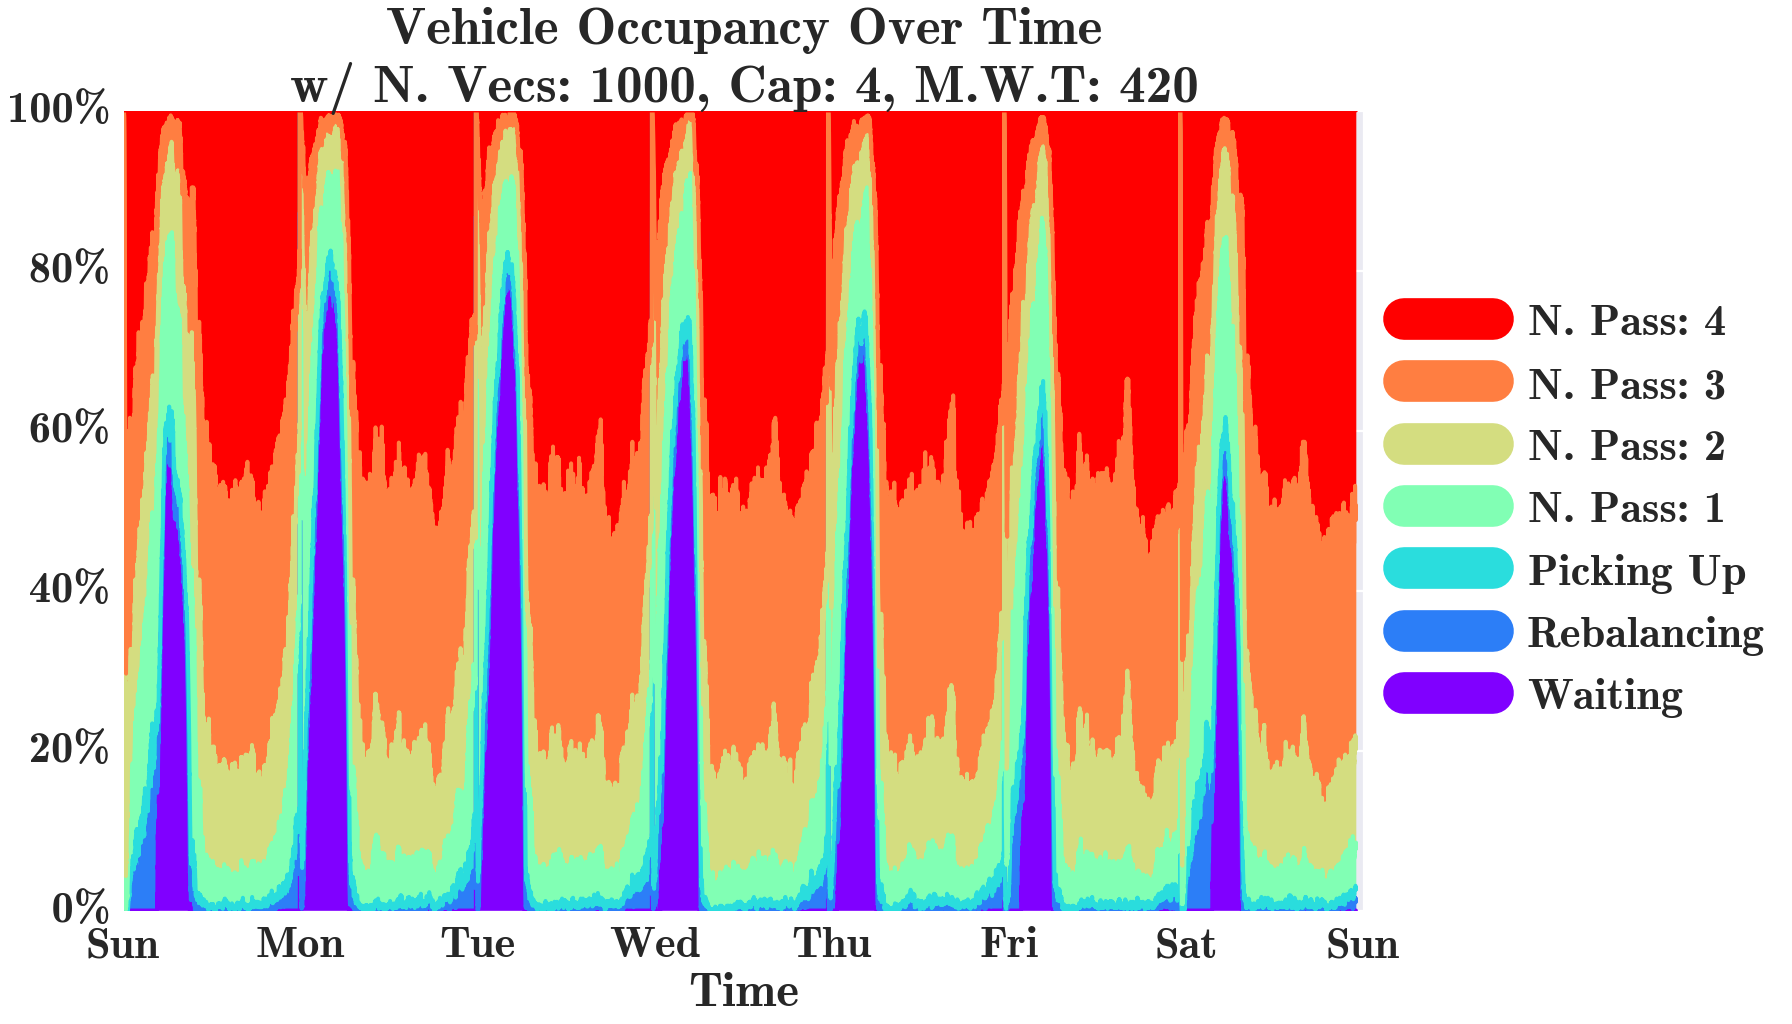 Vehicle Occupancy Over Time
w/ N. Vecs: 1000, Cap: 4, M.W.T: 420
100%
80%
60%
40%
20%
0%
Sun Mon Tue Wed Thu Fri Sat Sun
Time
N. Pass: 4
N. Pass: 3
N. Pass: 2
N. Pass: 1
Picking Up
Rebalancing
Waiting